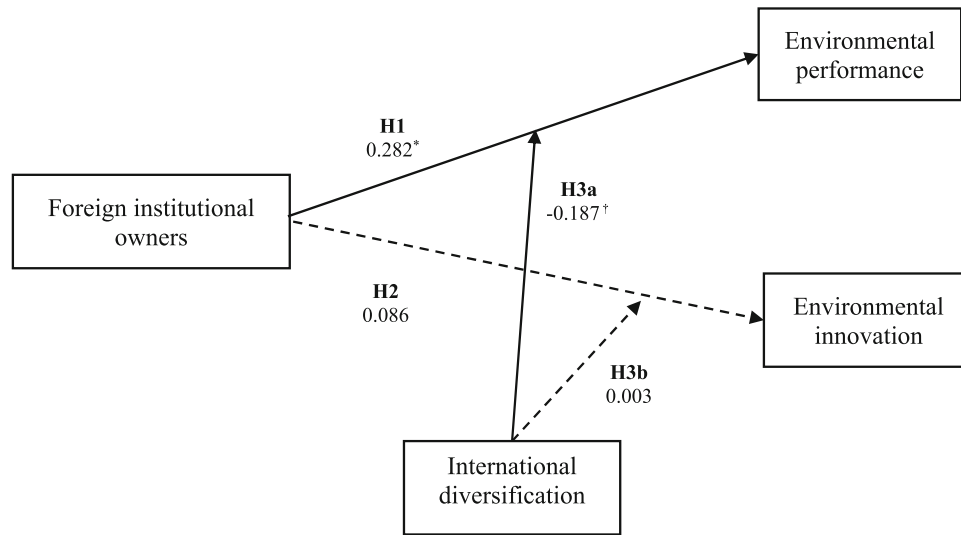 Environmental
performance
H1
0.282*
H3a
-0.187†
Foreign institutional
owners
H2
0.086
Environmental
innovation
H3b
0.003
International
diversification